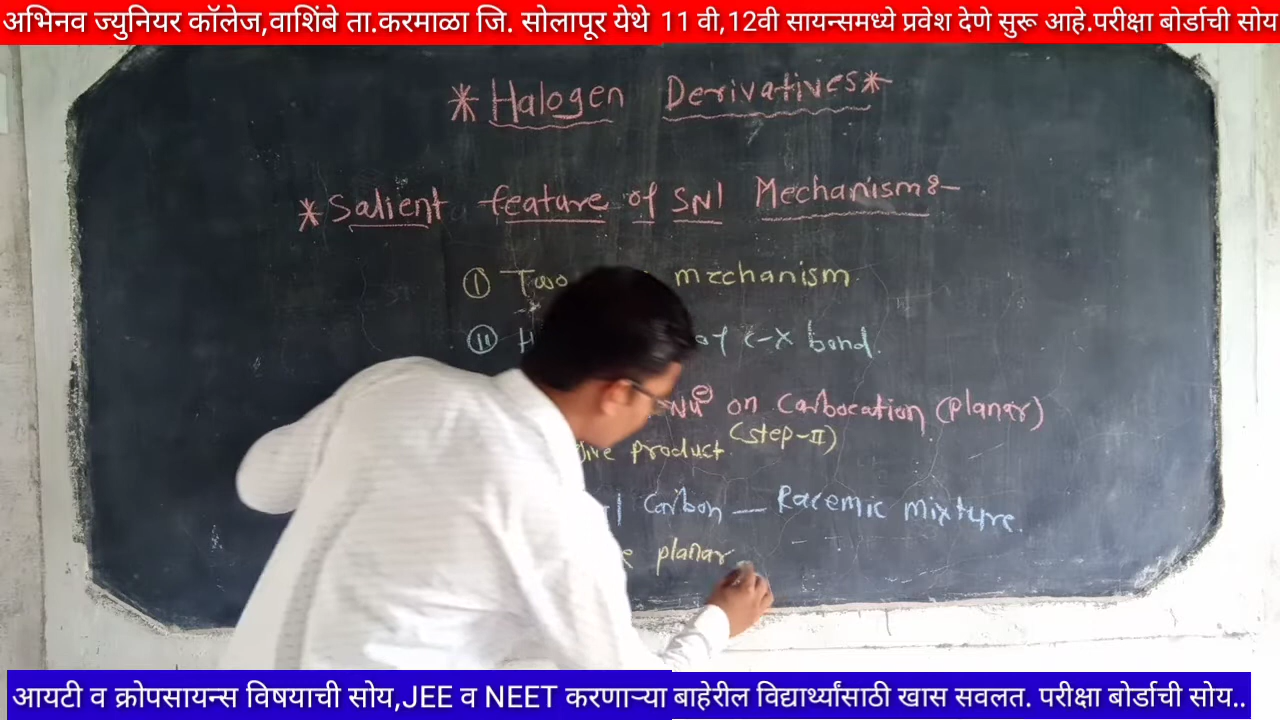 अभिनव ज्युनियर कॉलेज,वाशिंबे ता.करमाळा जि. सोलापूर येथे 11 वी,12वी सायन्समध्ये प्रवेश देणे सुरू आहे.परीक्षा बोर्डाची सोय
* Halogen Derivatives *
* Salient feature of SN1 Mechanism:-
(I) Two mechanism.
(II) of C-X bond.
Nu⊖ on Carbocation (planar)
product. (step-II)
Carbon — Racemic mixture.
planar
आयटी व क्रोपसायन्स विषयाची सोय,JEE व NEET करणाऱ्या बाहेरील विद्यार्थ्यांसाठी खास सवलत. परीक्षा बोर्डाची सोय..